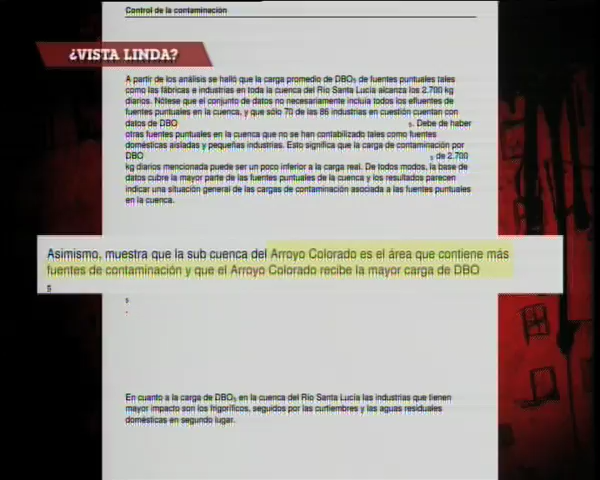 Control de la contaminación
¿VISTA LINDA?
A partir de los análisis se halló que la carga promedio de DBO5 de fuentes puntuales tales
como las fábricas e industrias en toda la cuenca del Río Santa Lucía alcanza los 2.700 kg
diarios. Nótese que el conjunto de datos no necesariamente incluía todos los efluentes de
fuentes puntuales en la cuenca, y que sólo 70 de las 86 industrias en cuestión cuentan con
datos de DBO 5. Debe de haber
otras fuentes puntuales en la cuenca que no se han contabilizado tales como fuentes
domésticas aisladas y pequeñas industrias. Esto significa que la carga de contaminación por
DBO 5 de 2.700
kg diarios mencionada puede ser un poco inferior a la carga real. De todos modos, la base de
datos cubre la mayor parte de las fuentes puntuales de la cuenca y los resultados parecen
indicar una situación general de las cargas de contaminación asociada a las fuentes puntuales
en la cuenca.
Asimismo, muestra que la sub cuenca del Arroyo Colorado es el área que contiene más
fuentes de contaminación y que el Arroyo Colorado recibe la mayor carga de DBO
5
5
.
En cuanto a la carga de DBO5 en la cuenca del Río Santa Lucía las industrias que tienen
mayor impacto son los frigoríficos, seguidos por las curtiembres y las aguas residuales
domésticas en segundo lugar.